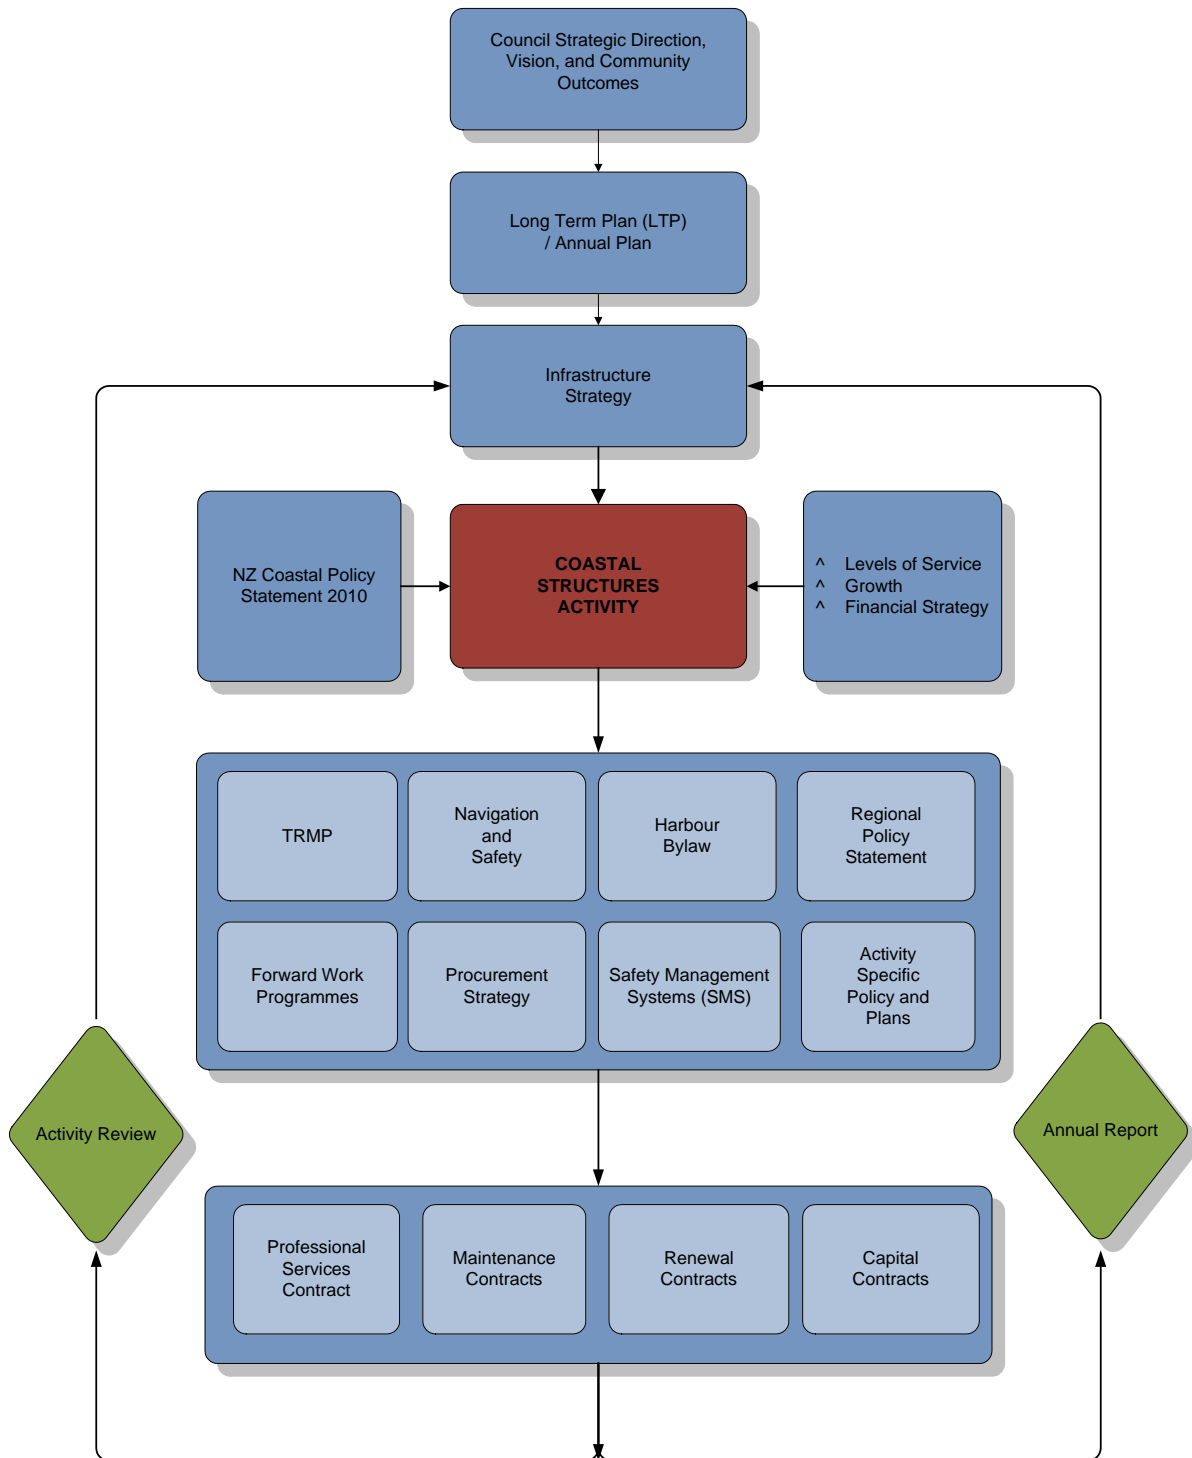 Council Strategic Direction,
Vision, and Community
Outcomes
Long Term Plan (LTP)
/ Annual Plan
Infrastructure
Strategy
NZ Coastal Policy
Statement 2010
COASTAL
STRUCTURES
ACTIVITY
^ Levels of Service
^ Growth
^ Financial Strategy
TRMP
Navigation
and
Safety
Harbour
Bylaw
Regional
Policy
Statement
Forward Work
Programmes
Procurement
Strategy
Safety Management
Systems (SMS)
Activity
Specific
Policy and
Plans
Activity Review
Annual Report
Professional
Services
Contract
Maintenance
Contracts
Renewal
Contracts
Capital
Contracts